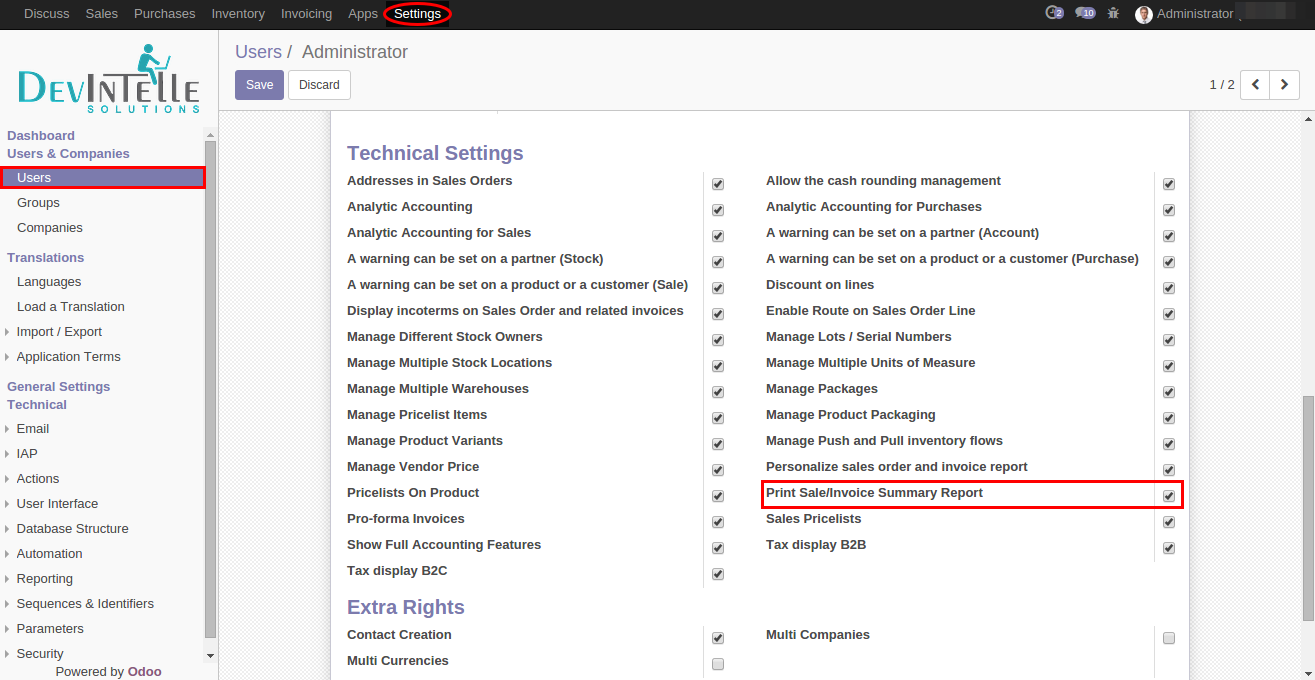 Discuss Sales Purchases Inventory Invoicing Apps Settings 2 10 Administrator (
DevIntelle
SOLUTIONS
Users / Administrator
Save Discard
1 / 2
Dashboard
Users & Companies
Users
Groups
Companies
Translations
Languages
Load a Translation
Import / Export
Application Terms
General Settings
Technical
Email
IAP
Actions
User Interface
Database Structure
Automation
Reporting
Sequences & Identifiers
Parameters
Security
Powered by Odoo
Technical Settings
Addresses in Sales Orders Allow the cash rounding management
Analytic Accounting Analytic Accounting for Purchases
Analytic Accounting for Sales A warning can be set on a partner (Account)
A warning can be set on a partner (Stock) A warning can be set on a product or a customer (Purchase)
A warning can be set on a product or a customer (Sale) Discount on lines
Display incoterms on Sales Order and related invoices Enable Route on Sales Order Line
Manage Different Stock Owners Manage Lots / Serial Numbers
Manage Multiple Stock Locations Manage Multiple Units of Measure
Manage Multiple Warehouses Manage Packages
Manage Pricelist Items Manage Product Packaging
Manage Product Variants Manage Push and Pull inventory flows
Manage Vendor Price Personalize sales order and invoice report
Pricelists On Product Print Sale/Invoice Summary Report
Pro-forma Invoices Sales Pricelists
Show Full Accounting Features Tax display B2B
Tax display B2C
Extra Rights
Contact Creation Multi Companies
Multi Currencies